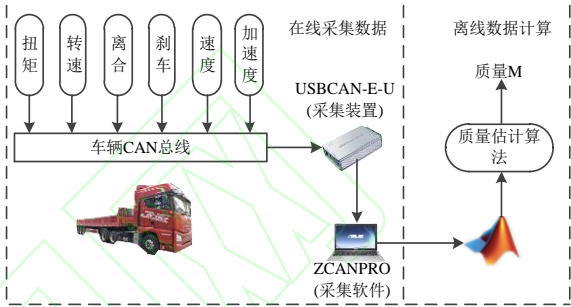 扭矩
转速
离合
刹车
速度
加速度
在线采集数据
离线数据计算
车辆CAN总线
USBCAN-E-U
(采集装置)
ASUS
ZCANPRO
(采集软件)
质量M
质量估计算
法